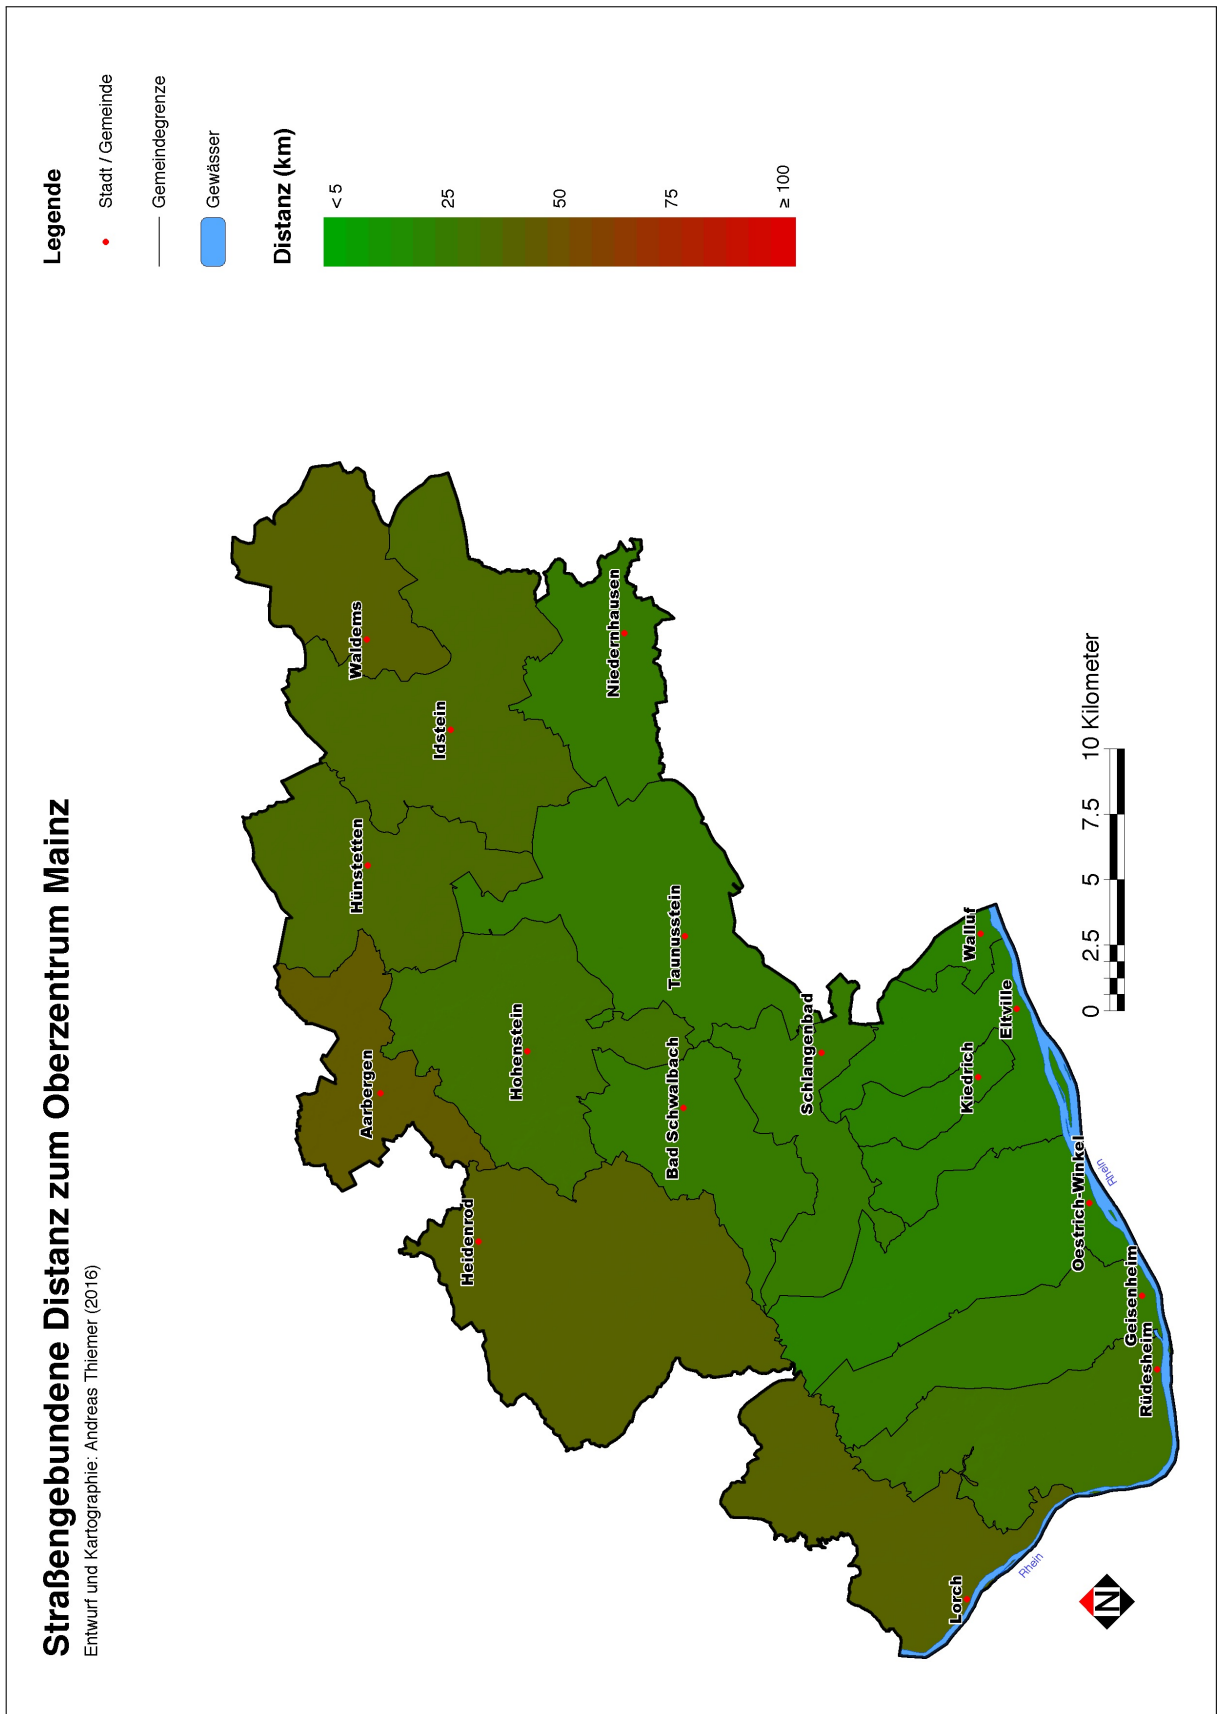 Straßengebundene Distanz zum Oberzentrum Mainz
Entwurf und Kartographie: Andreas Thiemer (2016)
Legende
Stadt / Gemeinde
Gemeindegrenze
Gewässer
Distanz (km)
< 5
25
50
75
≥ 100
Waldems
Hünstetten
Aarbergen
Idstein
Heidenrod
Hohenstein
Niedernhausen
Taunusstein
Bad Schwalbach
Schlangenbad
Walluf
Eltville
Kiedrich
Lorch
Oestrich-Winkel
Geisenheim
Rüdesheim
Rhein
Rhein
0 2.5 5 7.5 10 Kilometer
N